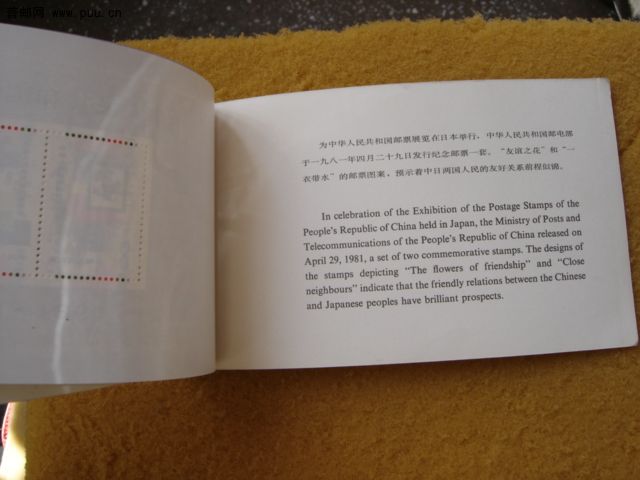 www.puu.cn
为中华人民共和国邮票展览在日本举行，中华人民共和国邮电部
于一九八一年四月二十九日发行纪念邮票一套。“友谊之花”和“一
衣带水”的邮票图案，预示着中日两国人民的友好关系前程似锦。
In celebration of the Exhibition of the Postage Stamps of the
People's Republic of China held in Japan, the Ministry of Posts and
Telecommunications of the People's Republic of China released on
April 29, 1981, a set of two commemorative stamps. The designs of
the stamps depicting “The flowers of friendship” and “Close
neighbours” indicate that the friendly relations between the Chinese
and Japanese peoples have brilliant prospects.